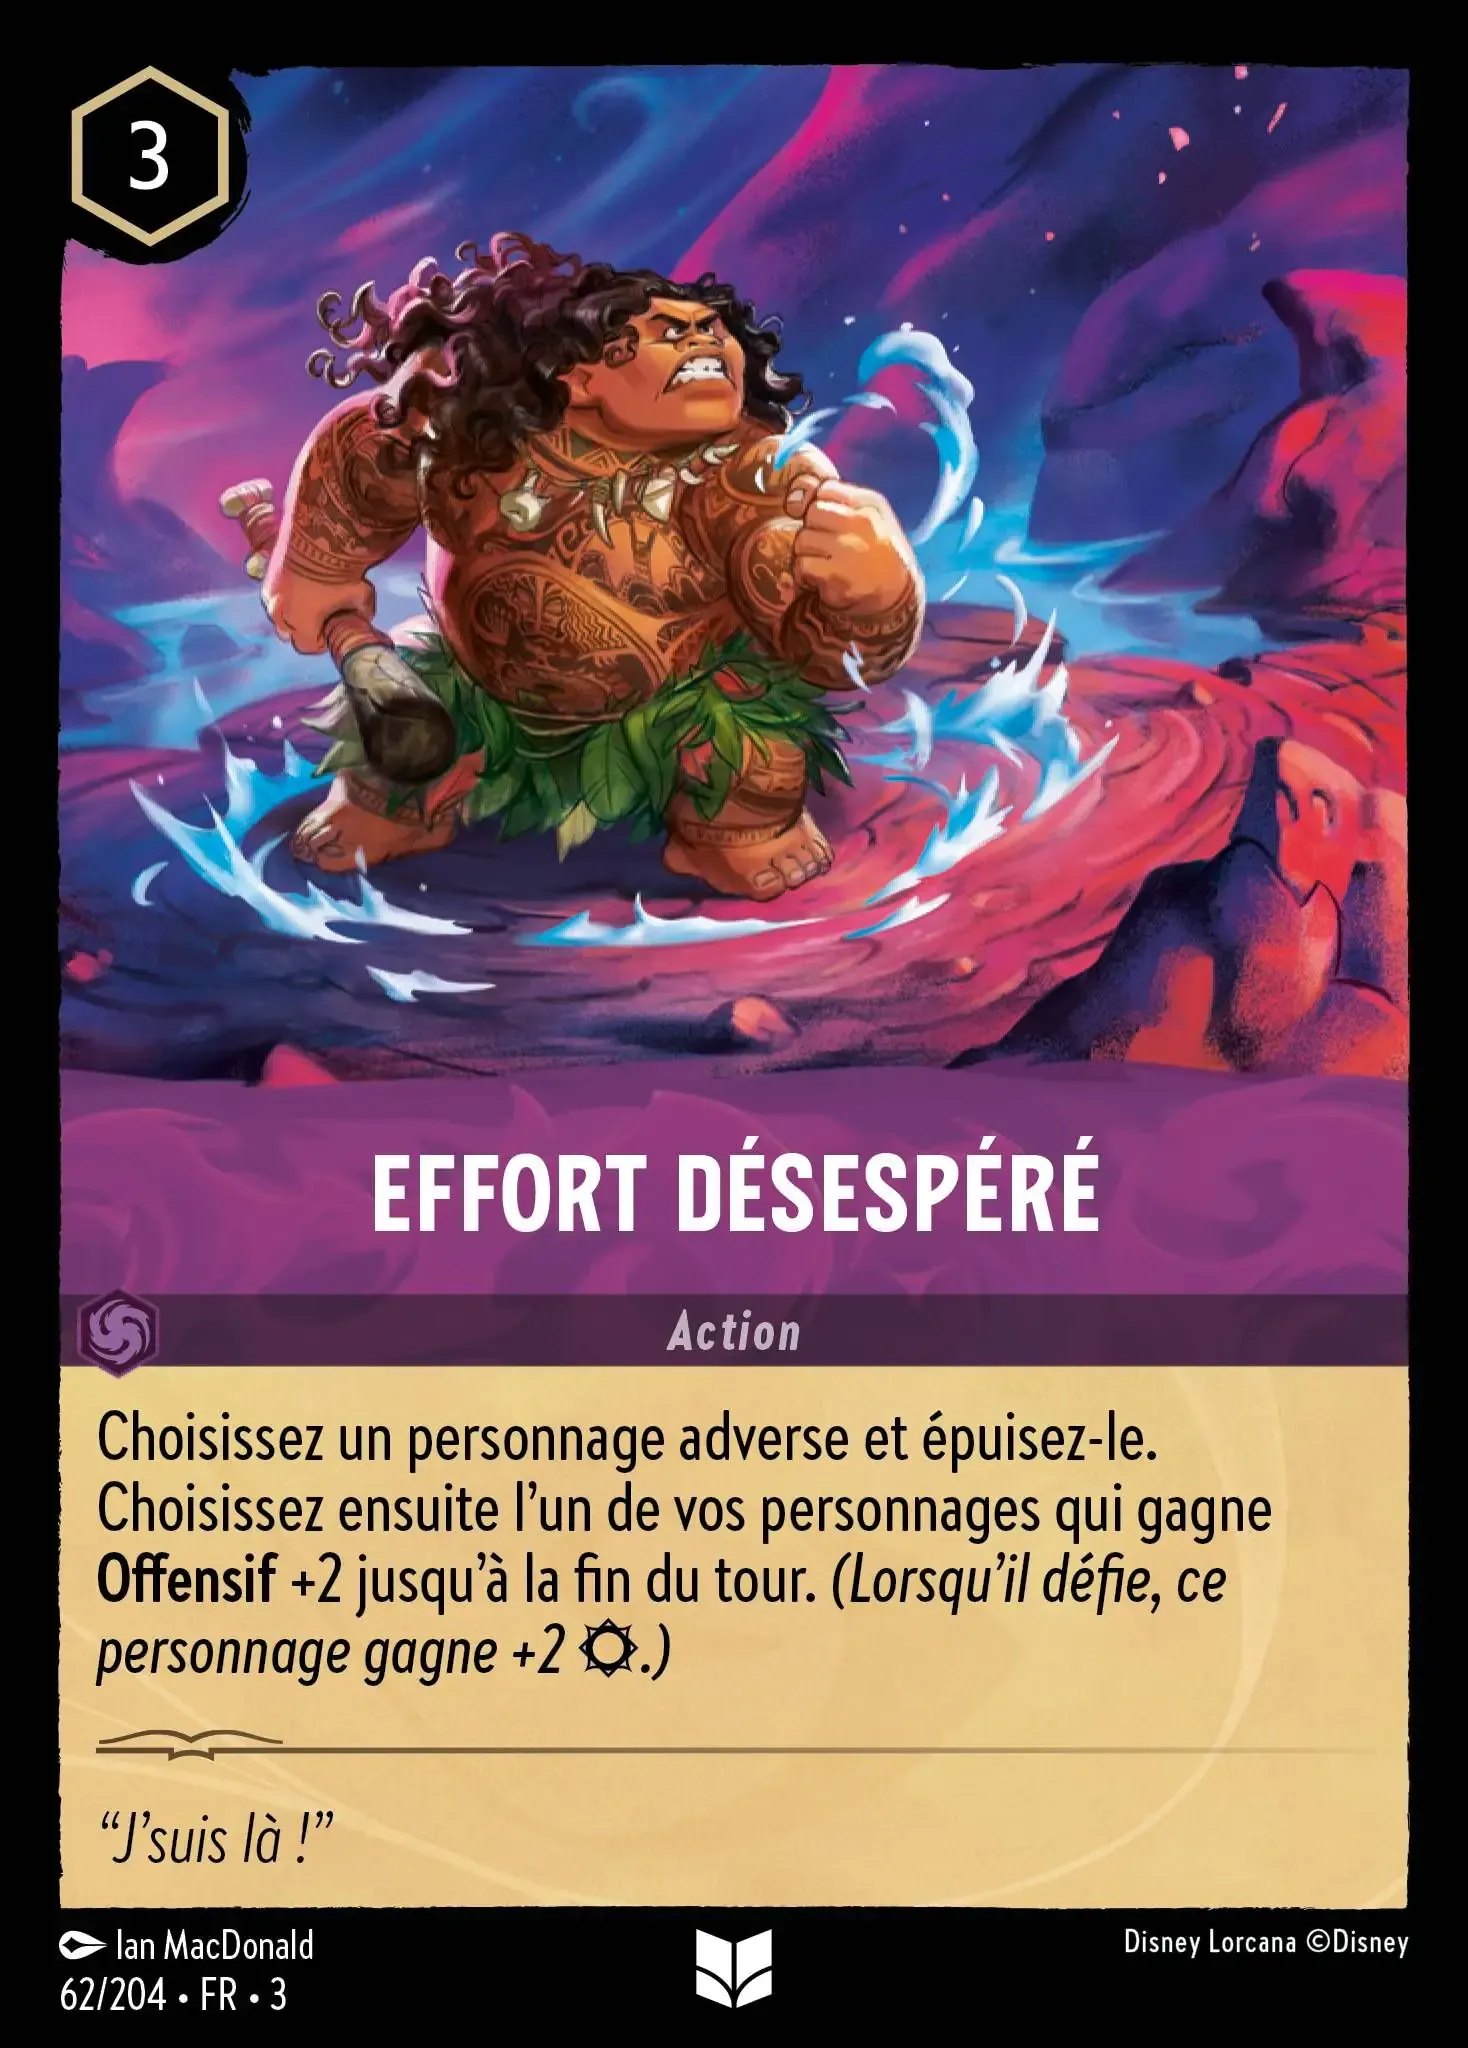 3
EFFORT DÉSESPÉRÉ
Action
Choisissez un personnage adverse et épuisez-le.
Choisissez ensuite l’un de vos personnages qui gagne
Offensif +2 jusqu’à la fin du tour. (Lorsqu’il défie, ce
personnage gagne +2 .)
“J’suis là !”
Ian MacDonald
Disney Lorcana ©Disney
62/204 • FR • 3